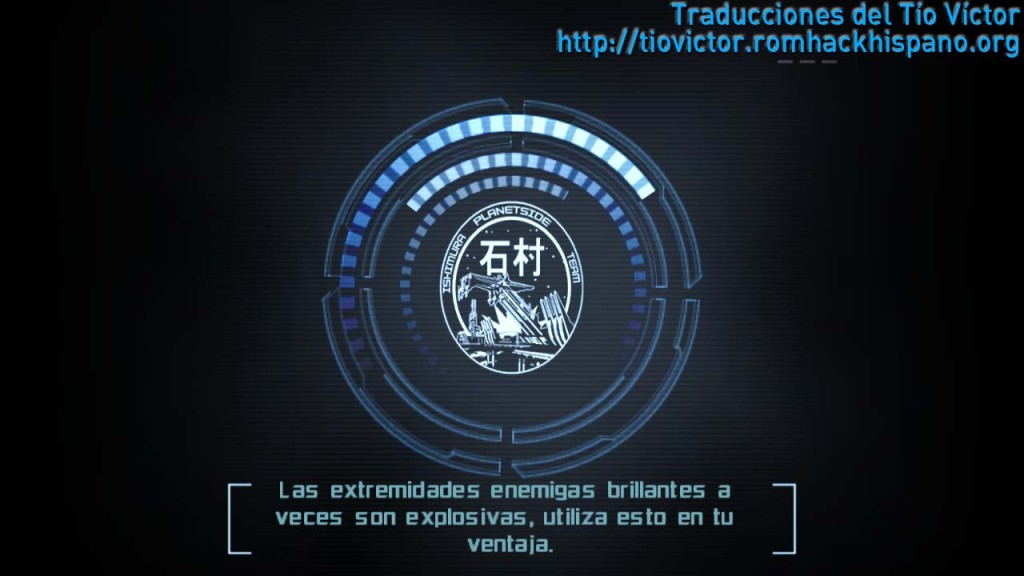 Traducciones del Tío Víctor
http://tiovictor.romhackhispano.org
ISHIMURA PLANETSIDE TEAM
石村
Las extremidades enemigas brillantes a
veces son explosivas, utiliza esto en tu
ventaja.